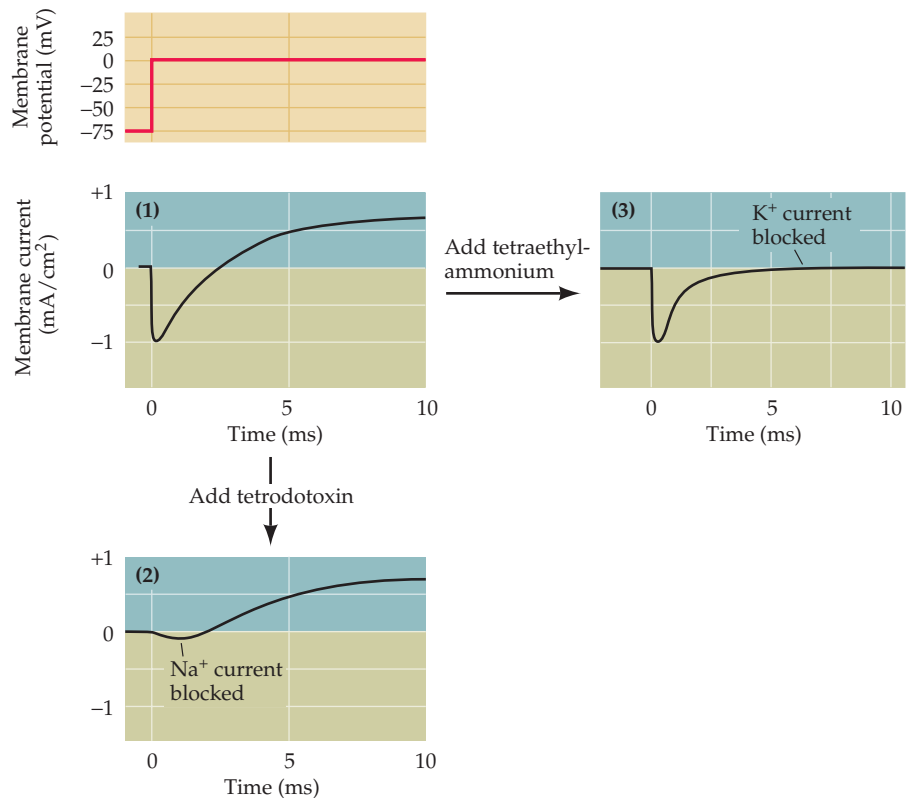 Membrane
potential (mV)
25
0
−25
−50
−75
Membrane current
(mA/cm2)
+1
0
−1
(1)
0
5
10
Time (ms)
Add tetraethyl-
ammonium
(3)
K+ current
blocked
0
5
10
Time (ms)
Add tetrodotoxin
+1
0
−1
(2)
Na+ current
blocked
0
5
10
Time (ms)